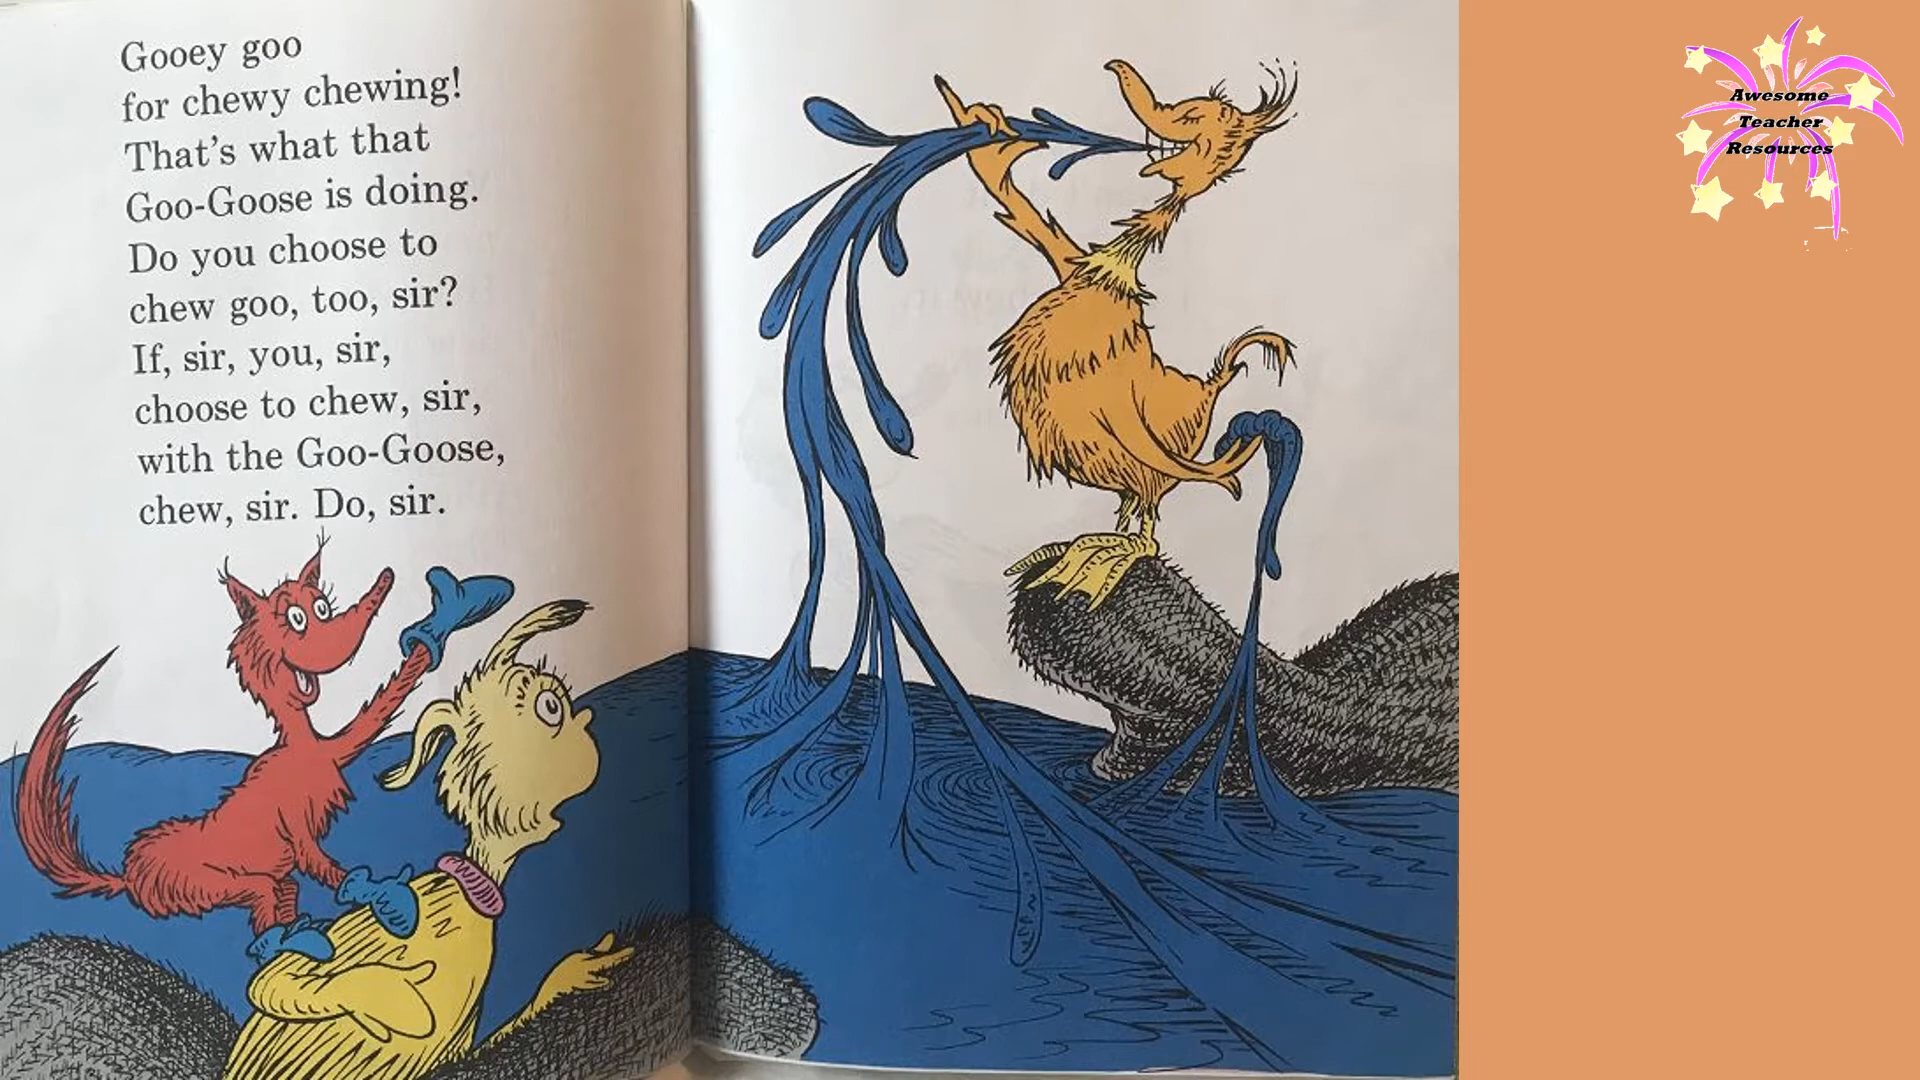 Gooey goo
for chewy chewing!
That's what that
Goo-Goose is doing.
Do you choose to
chew goo, too, sir?
If, sir, you, sir,
choose to chew, sir,
with the Goo-Goose,
chew, sir. Do, sir.
Awesome
Teacher
Resources